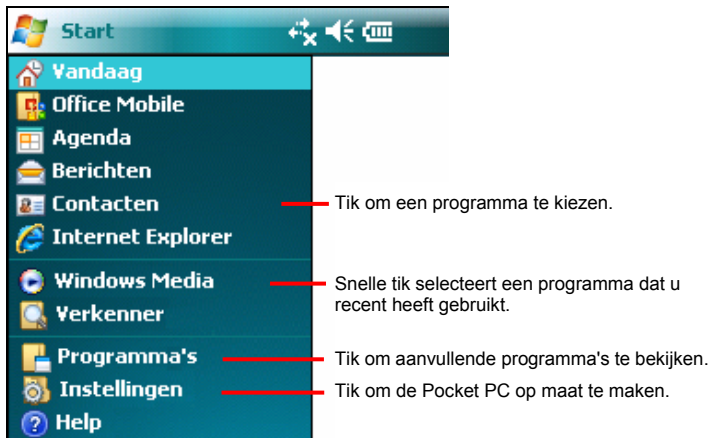 Start
Vandaag
Office Mobile
Agenda
Berichten
Contacten
Tik om een programma te kiezen.
Internet Explorer
Windows Media
Snelle tik selecteert een programma dat u
recent heeft gebruikt.
Verkenner
Programma's
Tik om aanvullende programma's te bekijken.
Instellingen
Tik om de Pocket PC op maat te maken.
Help